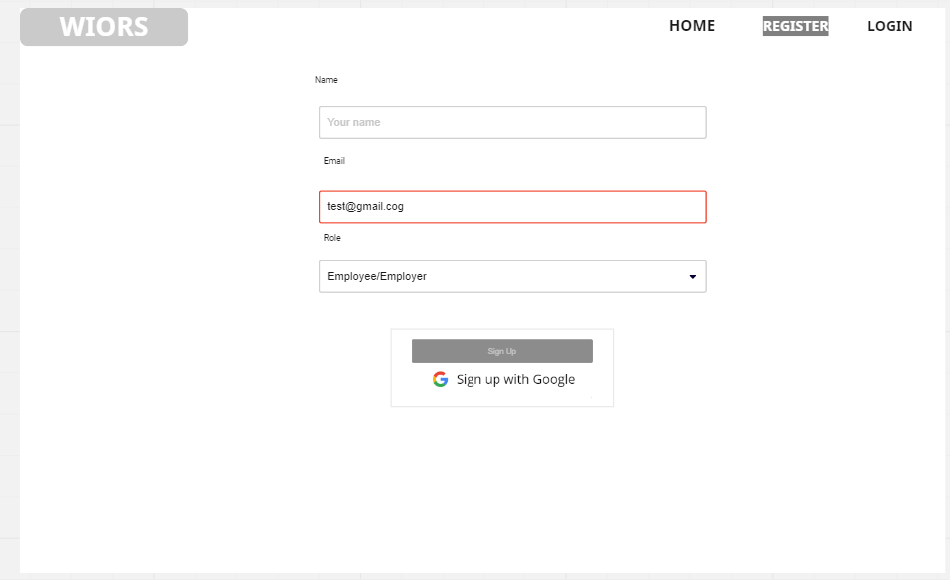 WIORS
HOME REGISTER LOGIN
Name
Your name
Email
test@gmail.cog
Role
Employee/Employer
Sign Up
Sign up with Google